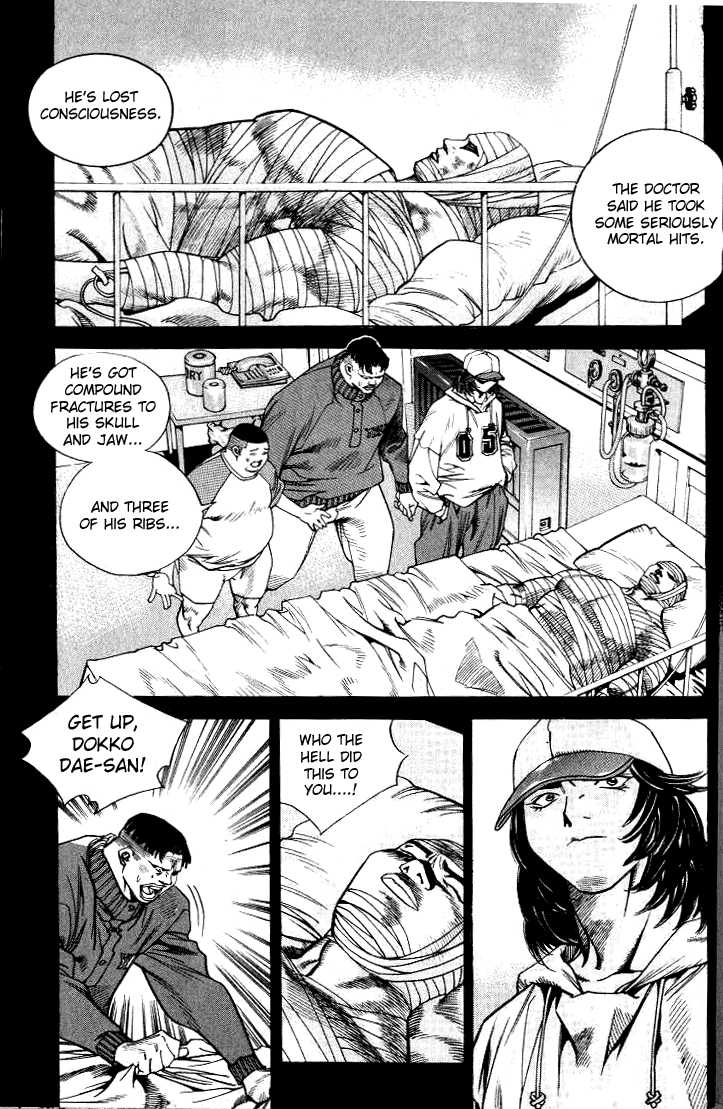 HE'S LOST
CONSCIOUSNESS.
THE DOCTOR
SAID HE TOOK
SOME SERIOUSLY
MORTAL HITS.
HE'S GOT
COMPOUND
FRACTURES TO
HIS SKULL
AND JAW...
AND THREE
OF HIS RIBS...
RY
05
GET UP,
DOKKO
DAE-SAN!
WHO THE
HELL DID
THIS TO
YOU....!